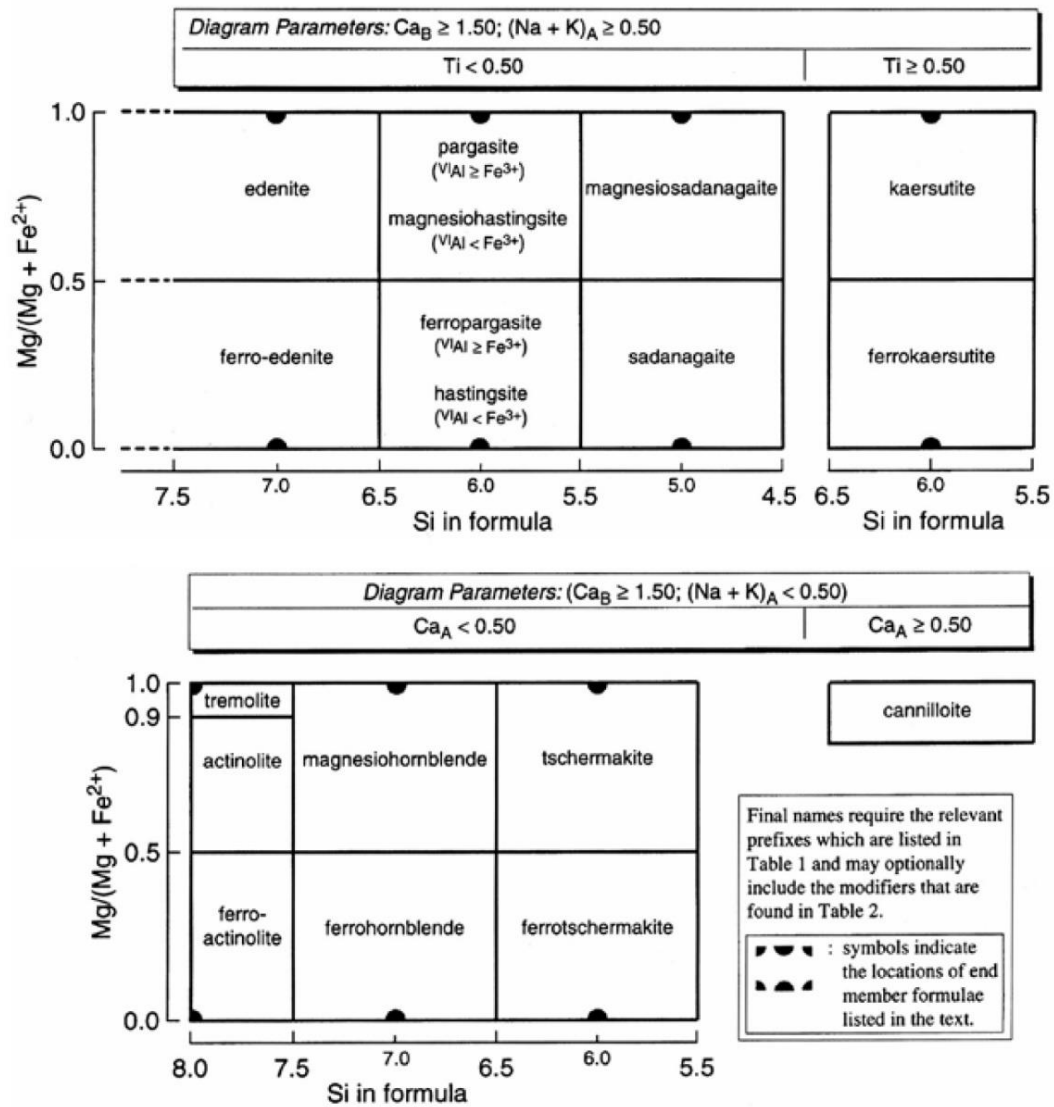 Diagram Parameters: CaB ≥ 1.50; (Na + K)A ≥ 0.50
Ti < 0.50
Ti ≥ 0.50
Mg/(Mg + Fe2+)
1.0
0.5
0.0
edenite
pargasite
(VIAl ≥ Fe3+)
magnesiohastingsite
(VIAl < Fe3+)
magnesiosadanagaite
kaersutite
ferro-edenite
ferropargasite
(VIAl ≥ Fe3+)
hastingsite
(VIAl < Fe3+)
sadanagaite
ferrokaersutite
7.5 7.0 6.5 6.0 5.5 5.0 4.5
6.5 6.0 5.5
Si in formula
Si in formula
Diagram Parameters: (CaB ≥ 1.50; (Na + K)A < 0.50)
CaA < 0.50
CaA ≥ 0.50
Mg/(Mg + Fe2+)
1.0
0.9
0.5
0.0
tremolite
actinolite
magnesiohornblende
tschermakite
cannilloite
ferro-
actinolite
ferrohornblende
ferrotschermakite
8.0 7.5 7.0 6.5 6.0 5.5
Si in formula
Final names require the relevant
prefixes which are listed in
Table 1 and may optionally
include the modifiers that are
found in Table 2.
: symbols indicate
the locations of end
member formulae
listed in the text.